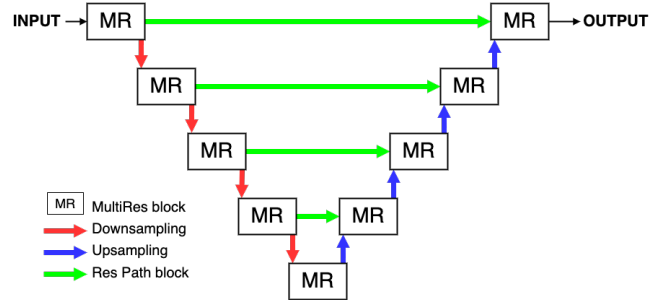 INPUT MR MR OUTPUT
MR MR
MR MR
MR MR
MR
MR MultiRes block
Downsampling
Upsampling
Res Path block